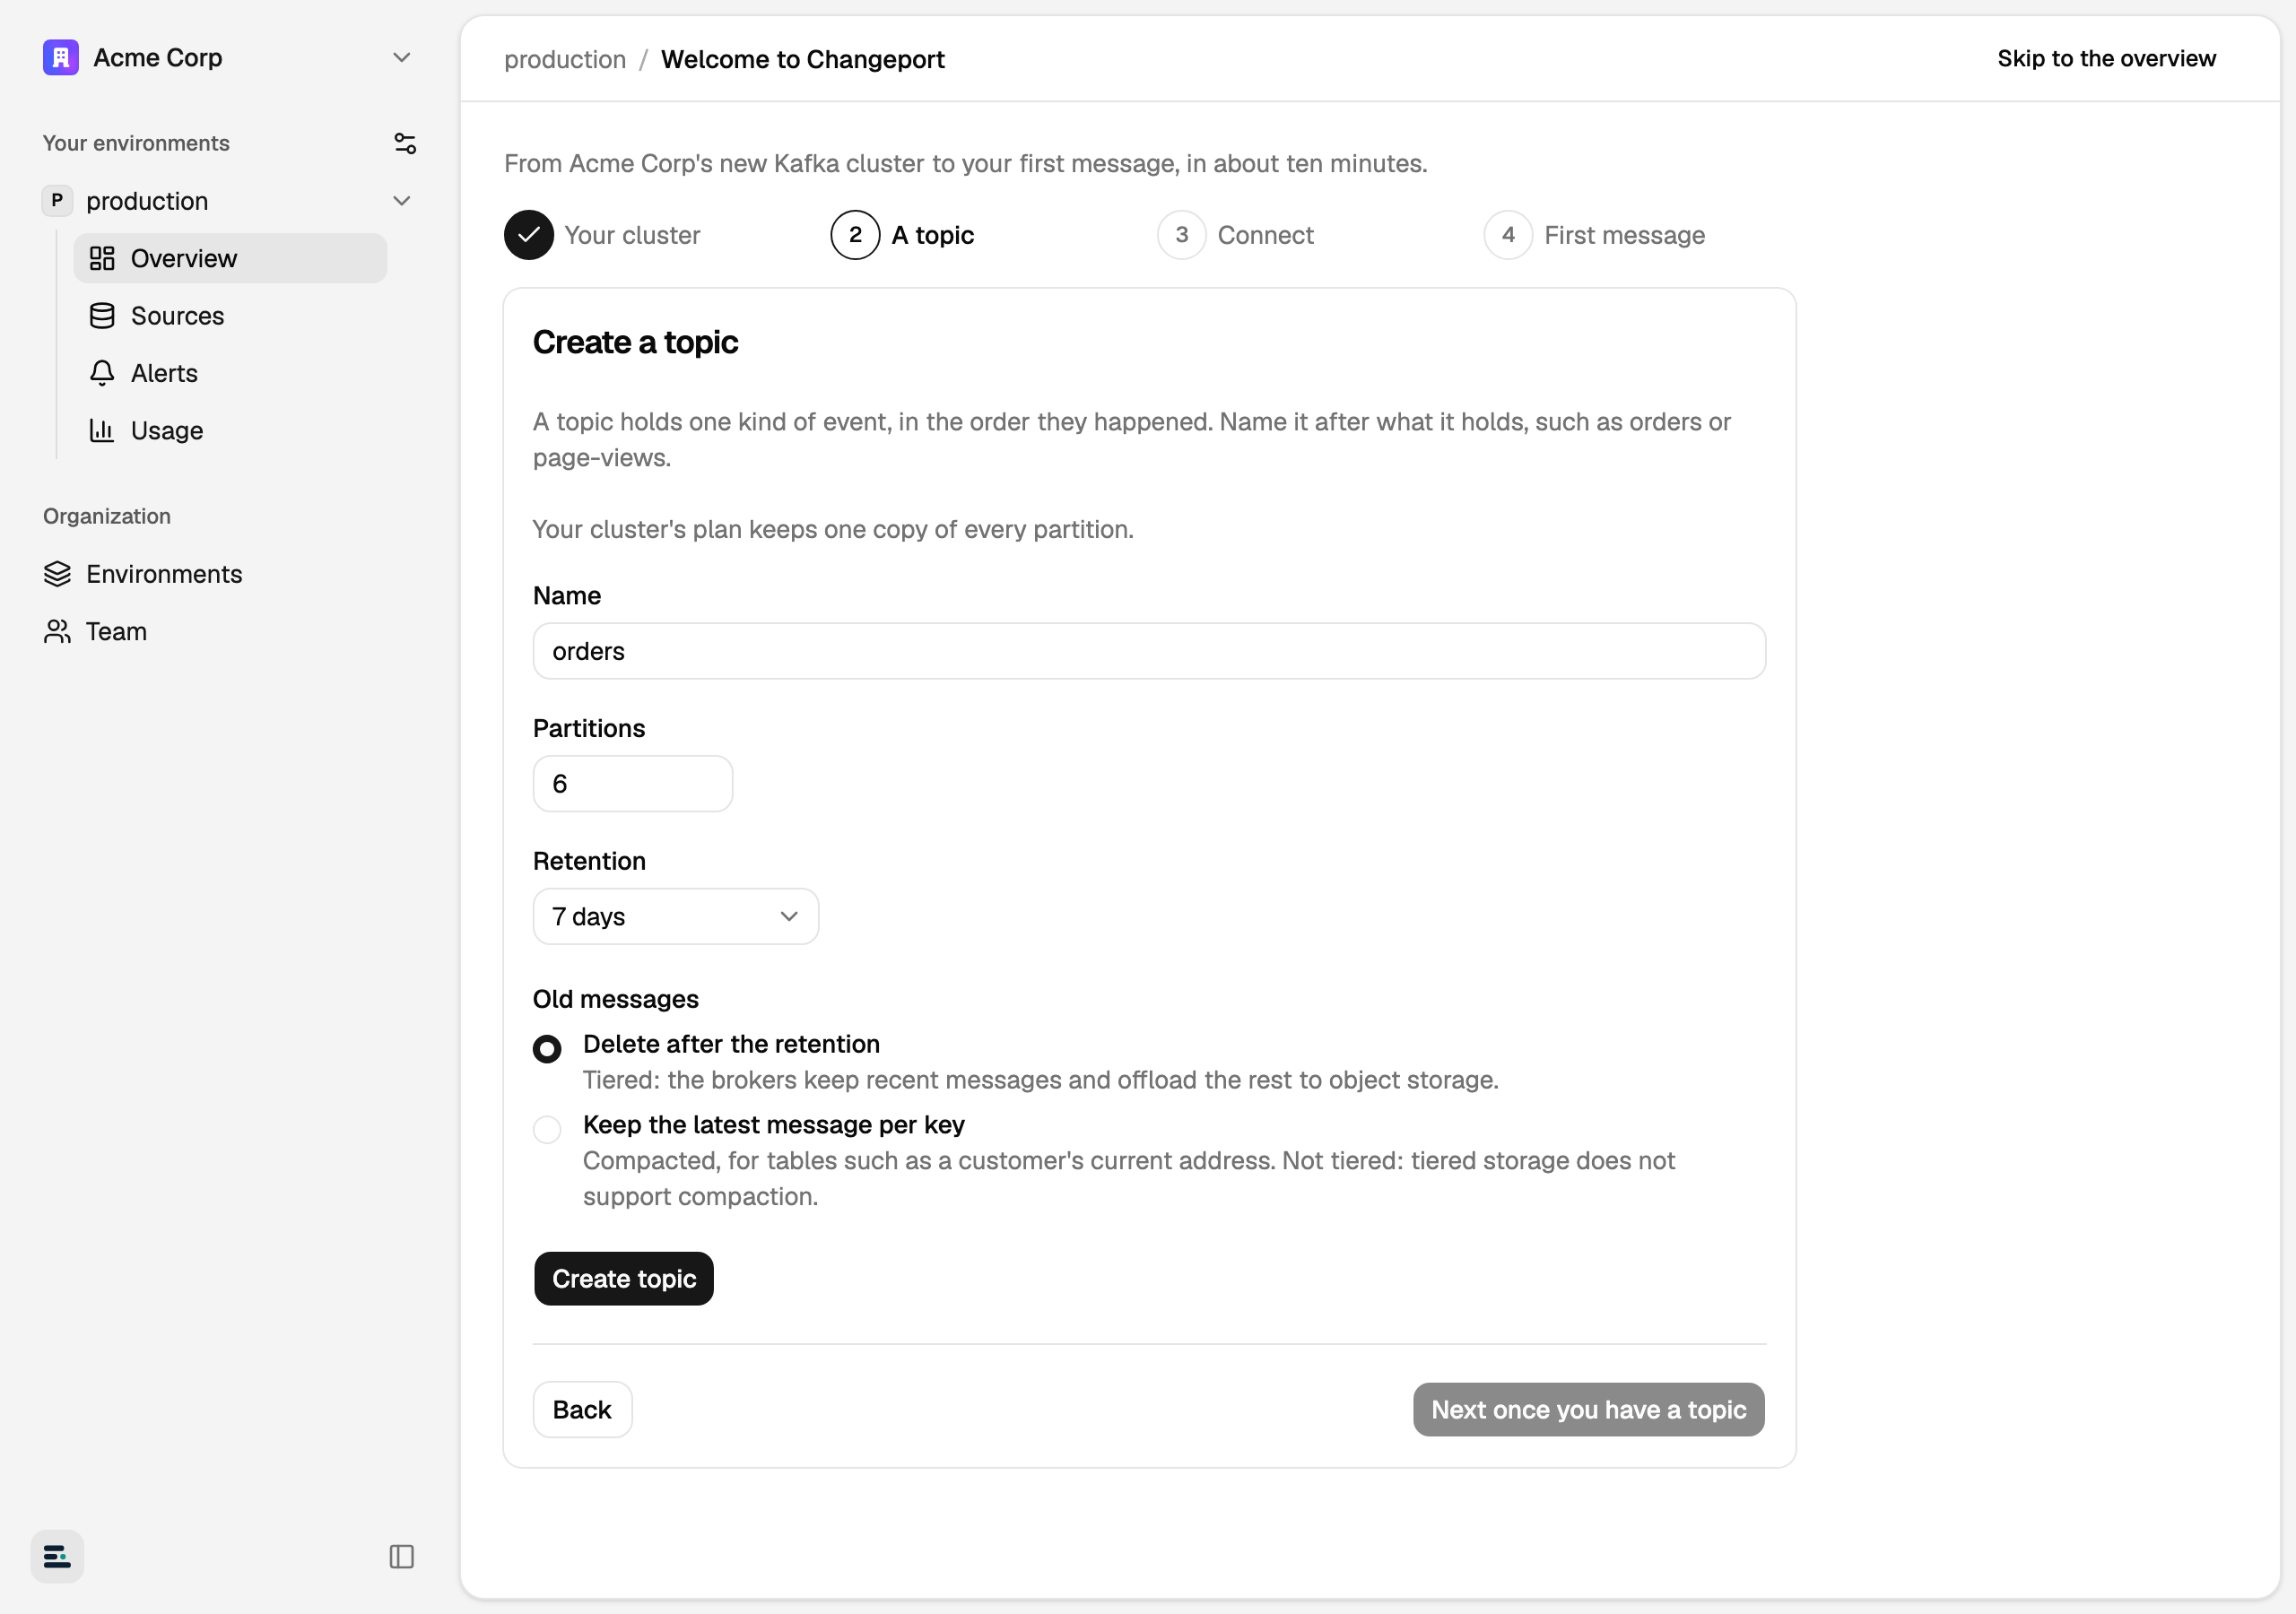 Acme Corp
Your environments
P production
Overview
Sources
Alerts
Usage
Organization
Environments
Team
production / Welcome to Changeport
Skip to the overview
From Acme Corp's new Kafka cluster to your first message, in about ten minutes.
Your cluster
2 A topic
3 Connect
4 First message
Create a topic
A topic holds one kind of event, in the order they happened. Name it after what it holds, such as orders or
page-views.
Your cluster's plan keeps one copy of every partition.
Name
orders
Partitions
6
Retention
7 days
Old messages
Delete after the retention
Tiered: the brokers keep recent messages and offload the rest to object storage.
Keep the latest message per key
Compacted, for tables such as a customer's current address. Not tiered: tiered storage does not
support compaction.
Create topic
Back
Next once you have a topic